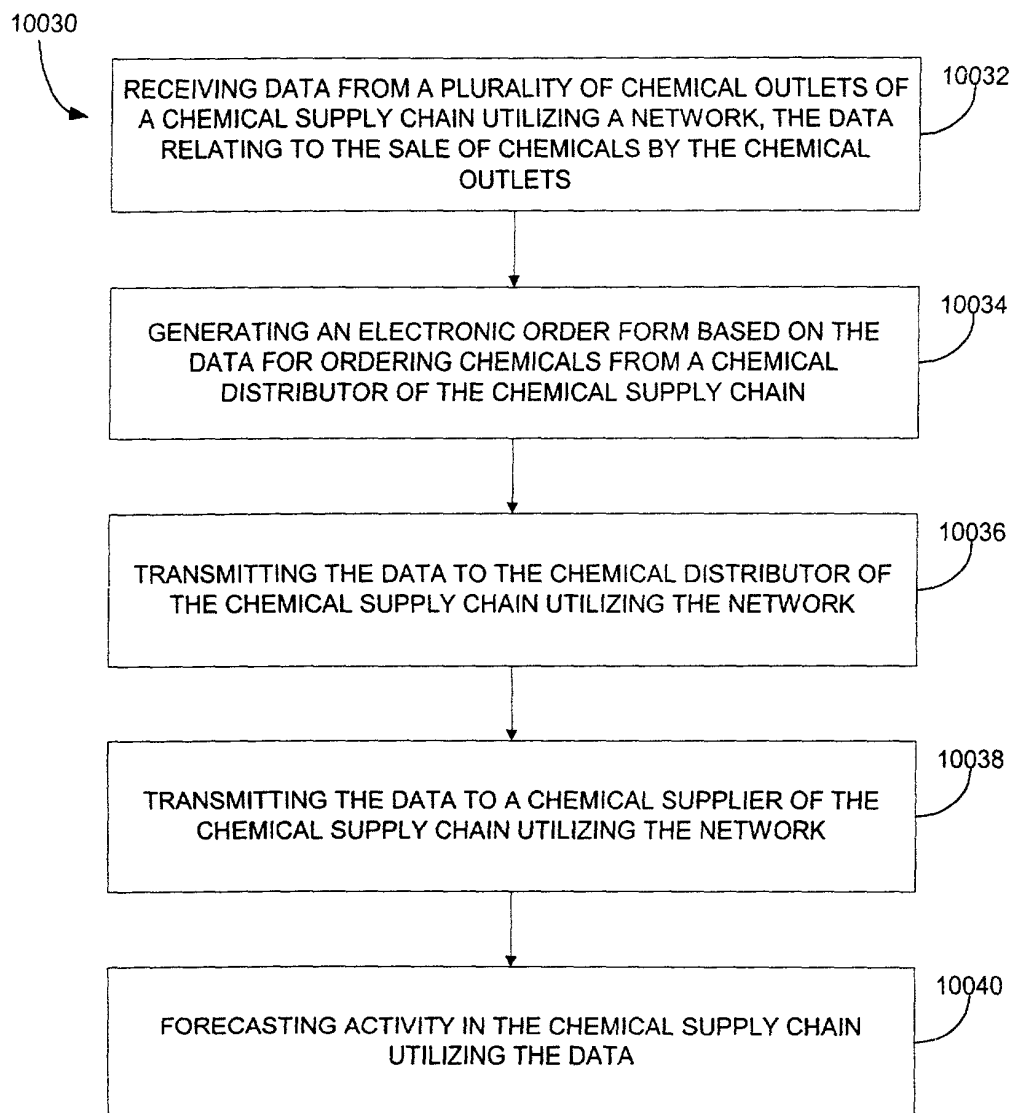 10030
RECEIVING DATA FROM A PLURALITY OF CHEMICAL OUTLETS OF
A CHEMICAL SUPPLY CHAIN UTILIZING A NETWORK, THE DATA
RELATING TO THE SALE OF CHEMICALS BY THE CHEMICAL
OUTLETS
10032
GENERATING AN ELECTRONIC ORDER FORM BASED ON THE
DATA FOR ORDERING CHEMICALS FROM A CHEMICAL
DISTRIBUTOR OF THE CHEMICAL SUPPLY CHAIN
10034
TRANSMITTING THE DATA TO THE CHEMICAL DISTRIBUTOR OF
THE CHEMICAL SUPPLY CHAIN UTILIZING THE NETWORK
10036
TRANSMITTING THE DATA TO A CHEMICAL SUPPLIER OF THE
CHEMICAL SUPPLY CHAIN UTILIZING THE NETWORK
10038
FORECASTING ACTIVITY IN THE CHEMICAL SUPPLY CHAIN
UTILIZING THE DATA
10040